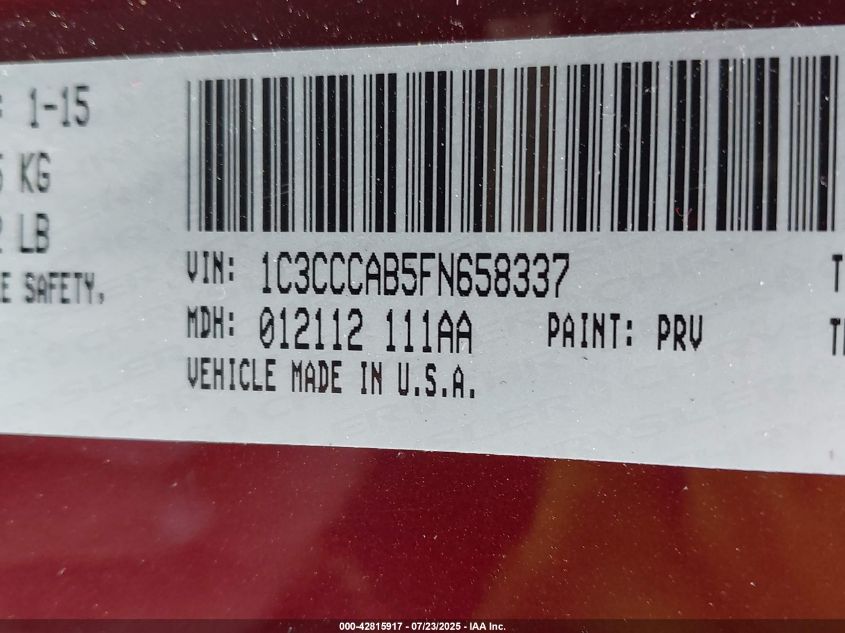 : 1-15
KG
LB
E SAFETY,
VIN: 1C3CCCAB5FN658337
MDH: 012112 111AA PAINT: PRV
VEHICLE MADE IN U.S.A.
000-42815917 - 07/23/2025 - IAA Inc.